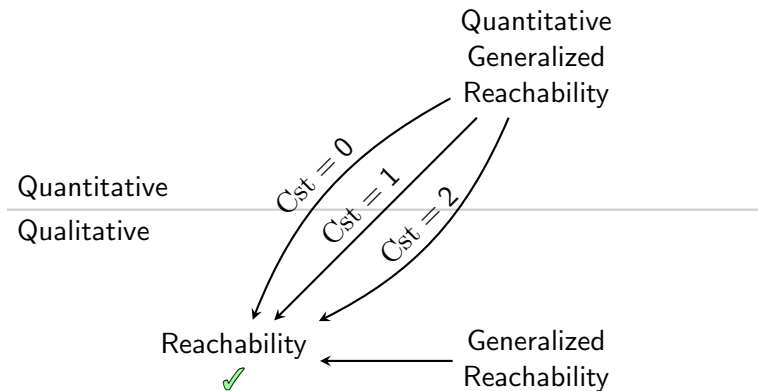 Quantitative
Generalized
Reachability
Cst = 0
Cst = 1
Cst = 2
Quantitative
Qualitative
Reachability
✓
Generalized
Reachability